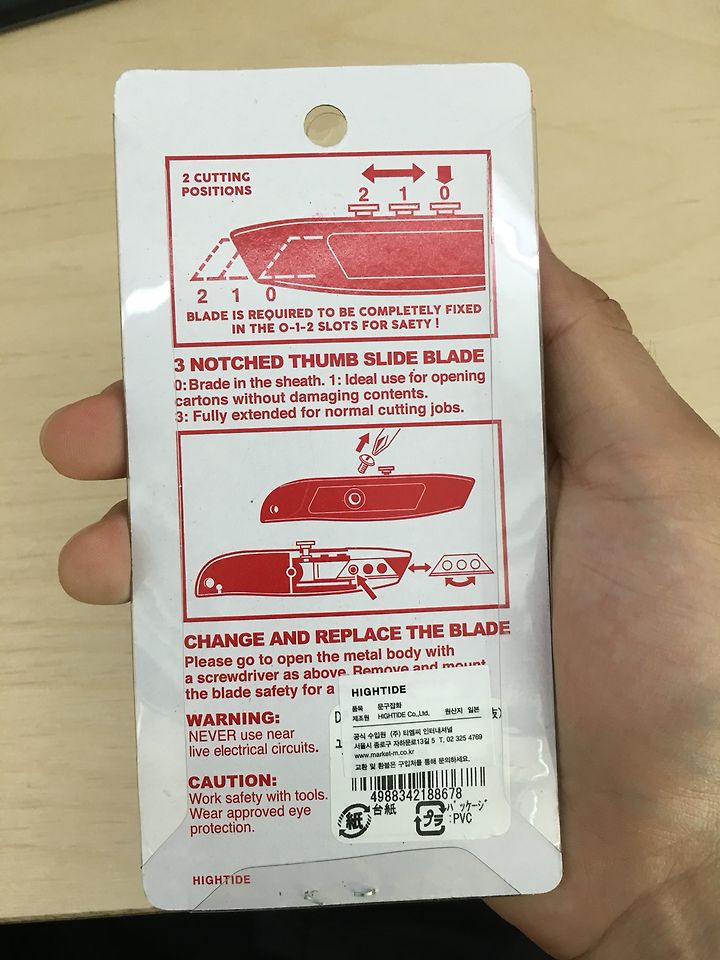 2 CUTTING
POSITIONS
2 1 0
2 1 0
BLADE IS REQUIRED TO BE COMPLETELY FIXED
IN THE 0-1-2 SLOTS FOR SAETY !
3 NOTCHED THUMB SLIDE BLADE
0: Brade in the sheath. 1: Ideal use for opening
cartons without damaging contents.
3: Fully extended for normal cutting jobs.
CHANGE AND REPLACE THE BLADE
Please go to open the metal body with
a screwdriver as above. Remove and mount
the blade safety for a
WARNING:
NEVER use near
live electrical circuits.
CAUTION:
Work safety with tools.
Wear approved eye
protection.
HIGHTIDE
HIGHTIDE
품목 문구잡화
제조원 HIGHTIDE Co.,Ltd. 원산지 일본
공식 수입원 (주) 티엠씨 인터내셔널
서울시 종로구 자하문로13길 5 T. 02 325 4769
www.market-m.co.kr
교환 및 환불은 구입처를 통해 문의하세요.
4988342188678
紙 台紙 プラ パッケージ
:PVC